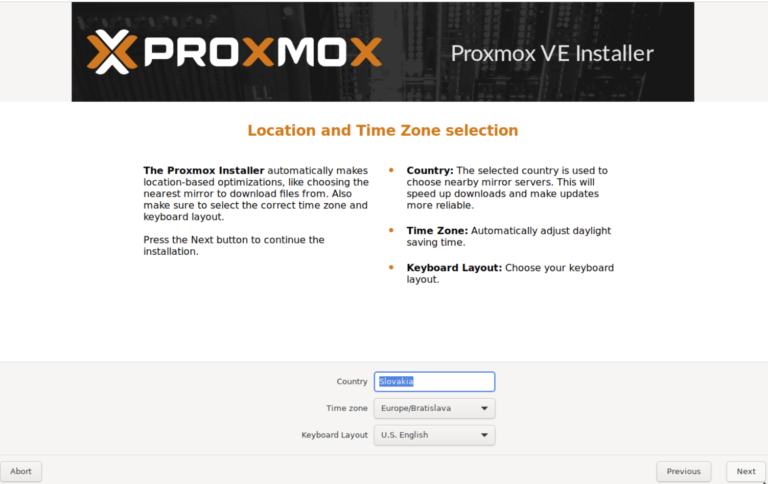 PROXMOX
Proxmox VE Installer
Location and Time Zone selection
The Proxmox Installer automatically makes
location-based optimizations, like choosing the
nearest mirror to download files from. Also
make sure to select the correct time zone and
keyboard layout.
Press the Next button to continue the
installation.
• Country: The selected country is used to
choose nearby mirror servers. This will
speed up downloads and make updates
more reliable.
• Time Zone: Automatically adjust daylight
saving time.
• Keyboard Layout: Choose your keyboard
layout.
Country Slovakia
Time zone Europe/Bratislava
Keyboard Layout U.S. English
Abort Previous Next